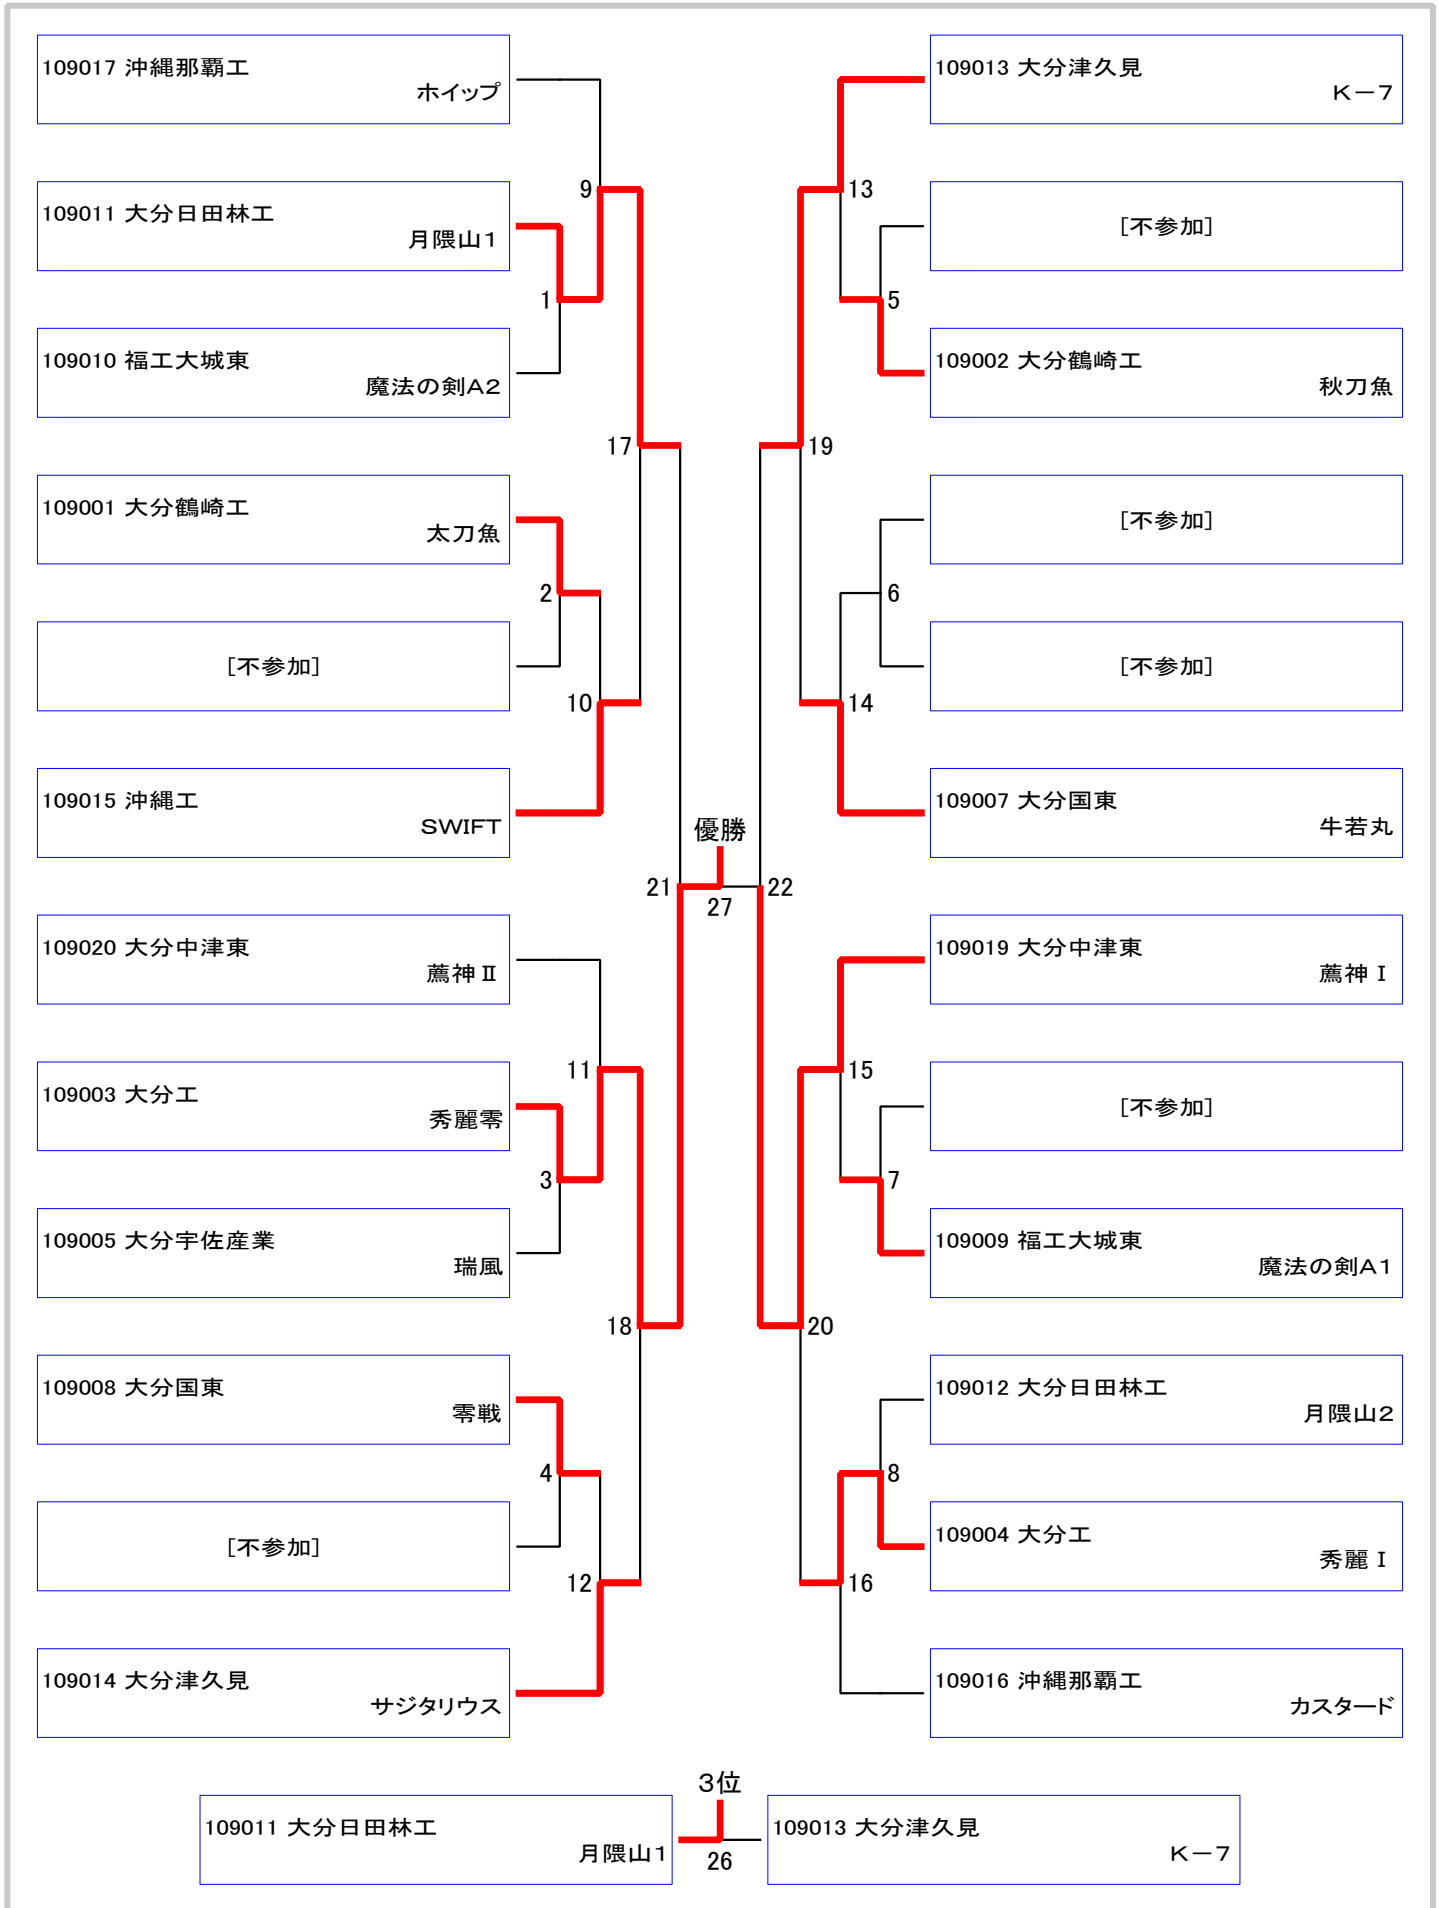 109017 沖縄那覇工
ホイップ
109011 大分日田林工
月隈山1
109010 福工大城東
魔法の剣A2
109001 大分鶴崎工
太刀魚
[不参加]
109015 沖縄工
SWIFT
109020 大分中津東
薦神Ⅱ
109003 大分工
秀麗零
109005 大分宇佐産業
瑞風
109008 大分国東
零戦
[不参加]
109014 大分津久見
サジタリウス
9
1
17
2
10
21
11
3
18
4
12
優勝
27
13
5
19
6
14
22
15
7
20
8
16
109013 大分津久見
K-7
[不参加]
109002 大分鶴崎工
秋刀魚
[不参加]
[不参加]
109007 大分国東
牛若丸
109019 大分中津東
薦神Ⅰ
[不参加]
109009 福工大城東
魔法の剣A1
109012 大分日田林工
月隈山2
109004 大分工
秀麗Ⅰ
109016 沖縄那覇工
カスタード
3位
109011 大分日田林工
月隈山1
26
109013 大分津久見
K-7